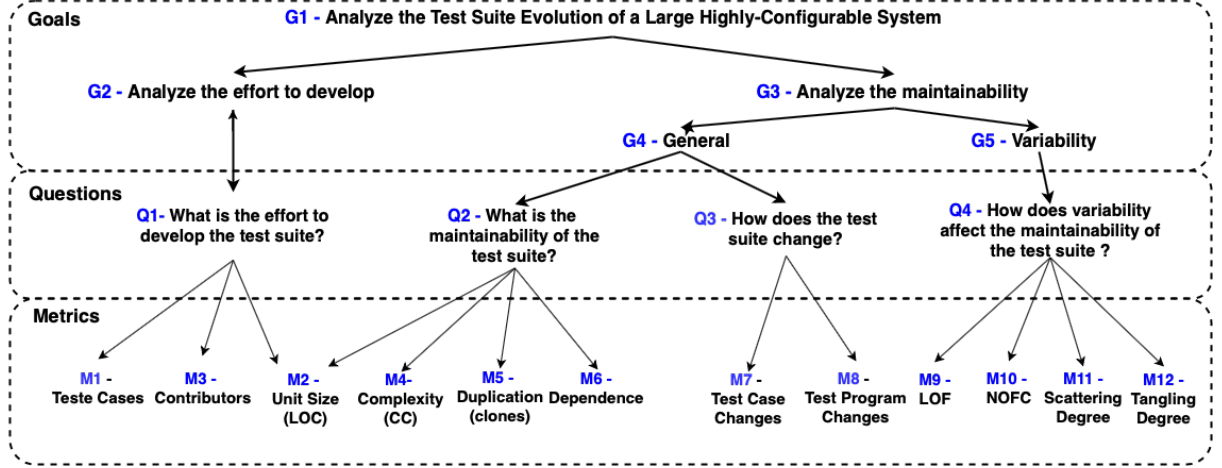 Goals
G1 - Analyze the Test Suite Evolution of a Large Highly-Configurable System
G2 - Analyze the effort to develop
G3 - Analyze the maintainability
G4 - General
G5 - Variability
Questions
Q1- What is the effort to
develop the test suite?
Q2 - What is the
maintainability of the
test suite?
Q3 - How does the test
suite change?
Q4 - How does variability
affect the maintainability of
the test suite ?
Metrics
M1 -
Teste Cases
M3 -
Contributors
M2 -
Unit Size
(LOC)
M4-
Complexity
(CC)
M5 -
Duplication
(clones)
M6 -
Dependence
M7 -
Test Case
Changes
M8 -
Test Program
Changes
M9 -
LOF
M10 -
NOFC
M11 -
Scattering
Degree
M12 -
Tangling
Degree